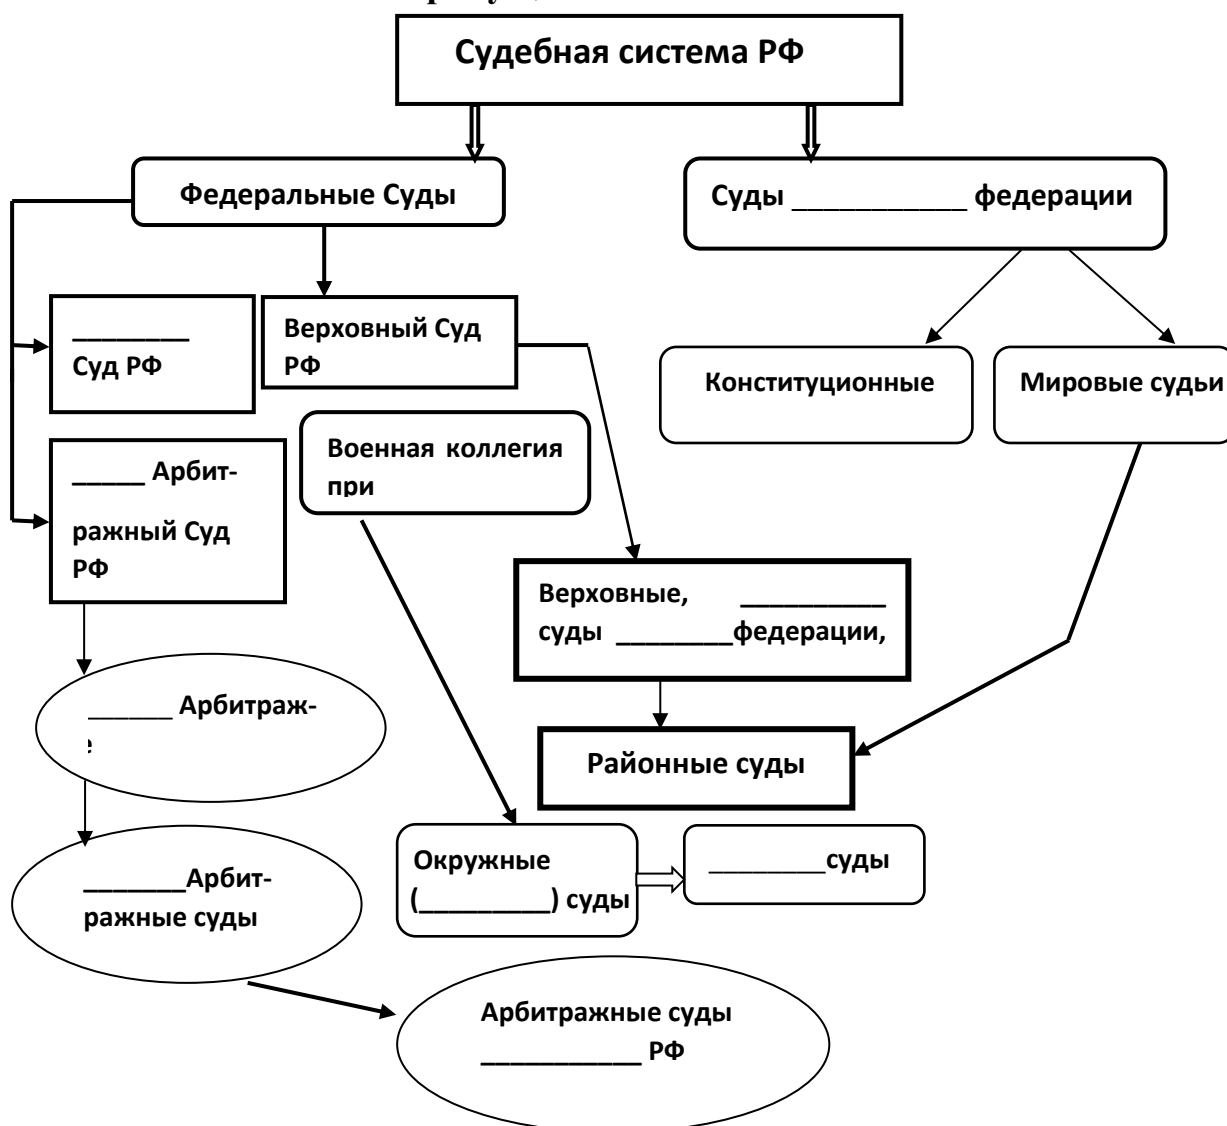 Судебная система РФ
Федеральные Суды
Суды ___________ федерации
________
Суд РФ
Верховный Суд
РФ
Конституционные
Мировые судьи
Военная коллегия
при
_____ Арбит-
ражный Суд
РФ
Верховные, __________
суды ________федерации,
______ Арбитраж-
Районные суды
Окружные
(_________) суды
________суды
_______Арбит-
ражные суды
Арбитражные суды
___________ РФ